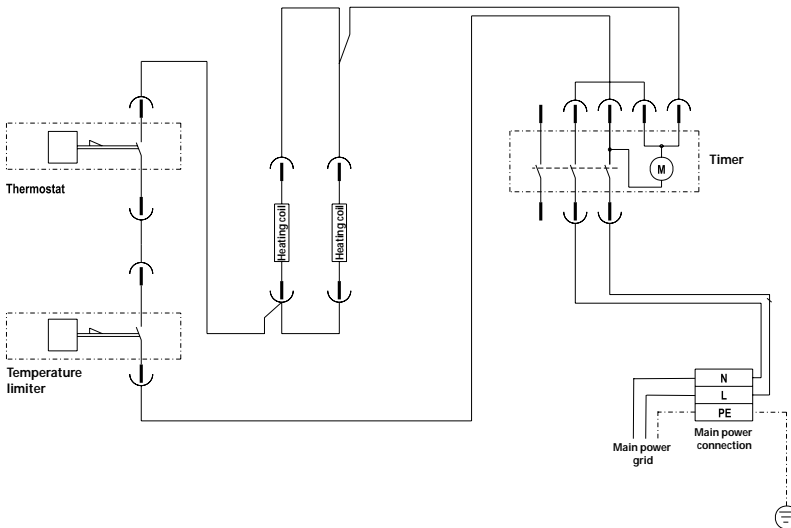 Thermostat
Heating coil
Heating coil
M
Timer
Temperature
limiter
N
L
PE
Main power
grid
Main power
connection